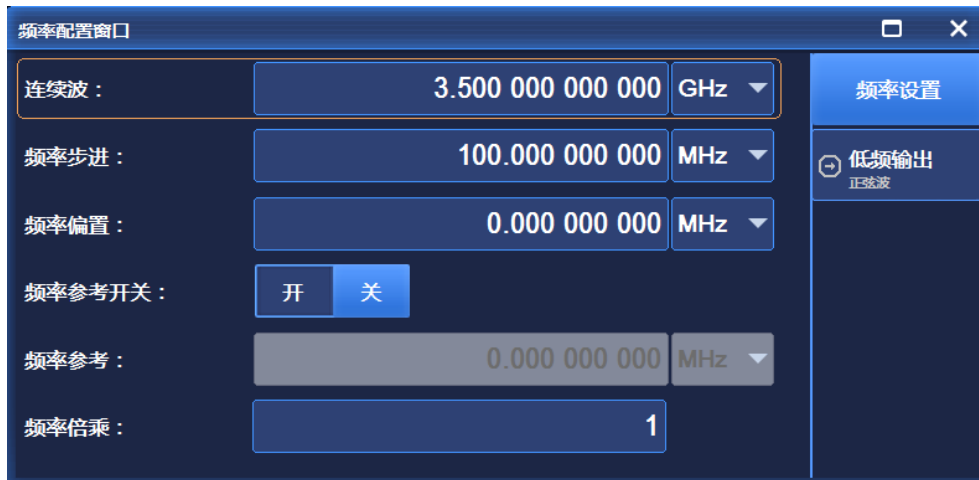 频率配置窗口
连续波：
3.500 000 000 000 GHz
频率设置
频率步进：
100.000 000 000 MHz
低频输出
正弦波
频率偏置：
0.000 000 000 MHz
频率参考开关：
开 关
频率参考：
0.000 000 000 MHz
频率倍乘：
1